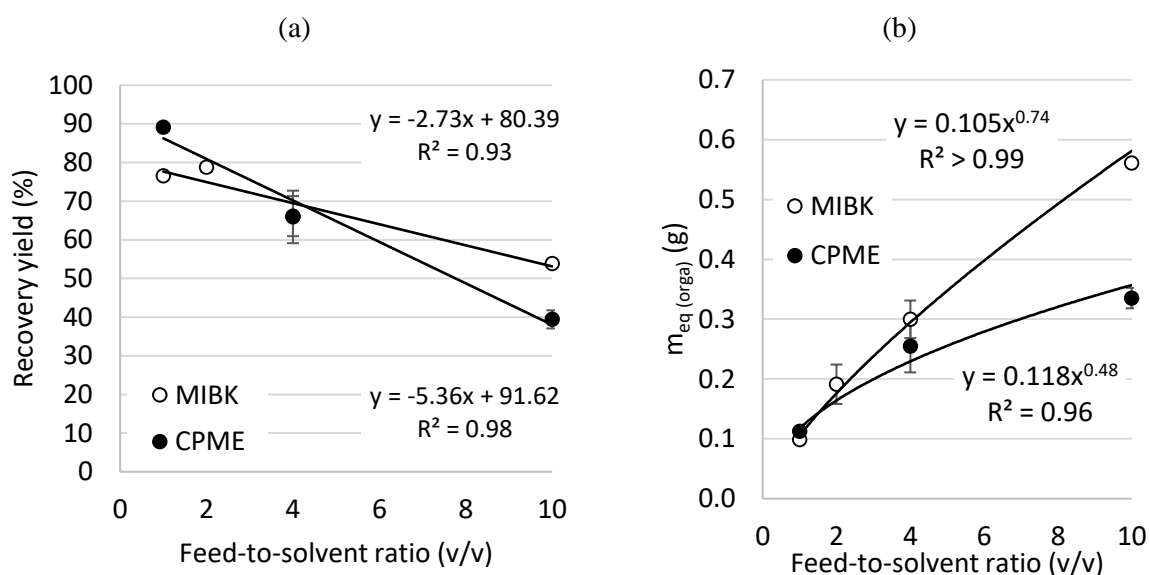 (a)
Recovery yield (%)
100
90
80
70
60
50
40
30
20
10
0
y = -2.73x + 80.39
R² = 0.93
MIBK
CPME
y = -5.36x + 91.62
R² = 0.98
0 2 4 6 8 10
Feed-to-solvent ratio (v/v)
(b)
m_eq (orga) (g)
0.7
0.6
0.5
0.4
0.3
0.2
0.1
0.0
y = 0.105x^0.74
R² > 0.99
MIBK
CPME
y = 0.118x^0.48
R² = 0.96
0 2 4 6 8 10
Feed-to-solvent ratio (v/v)